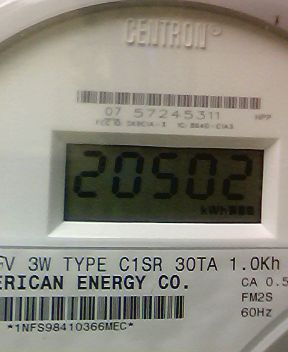 CENTRON®
07 57245311
20502
kWh
FV 3W TYPE C1SR 30TA 1.0Kh
ERICAN ENERGY CO. CA 0.5
FM2S
*1NFS98410366MEC* 60Hz